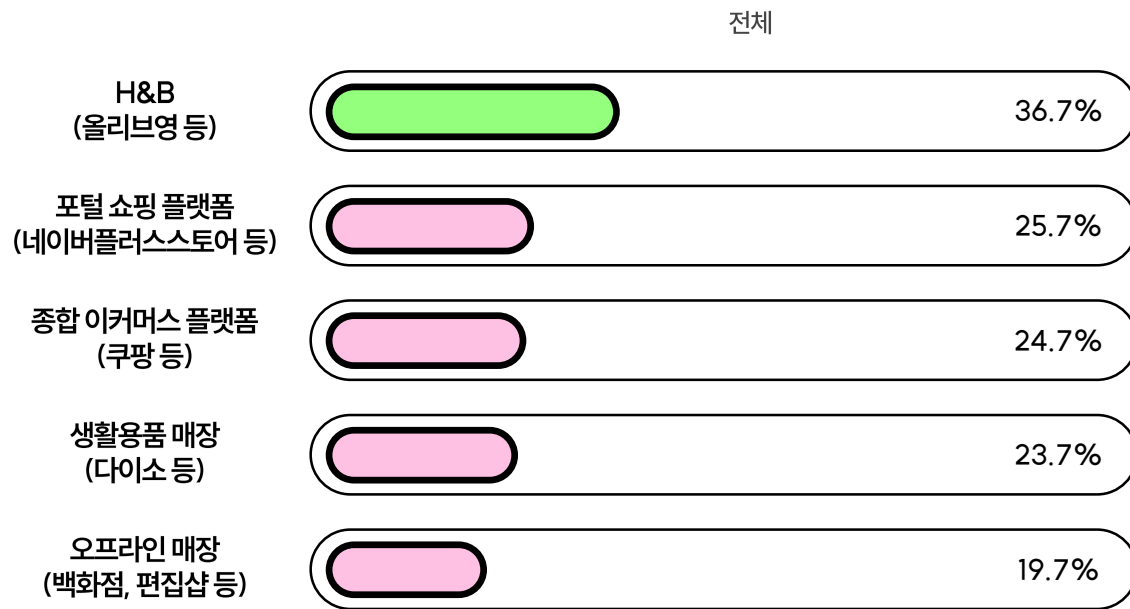 전체
H&B
(올리브영 등)
36.7%
포털 쇼핑 플랫폼
(네이버플러스스토어 등)
25.7%
종합 이커머스 플랫폼
(쿠팡 등)
24.7%
생활용품 매장
(다이소 등)
23.7%
오프라인 매장
(백화점, 편집샵 등)
19.7%